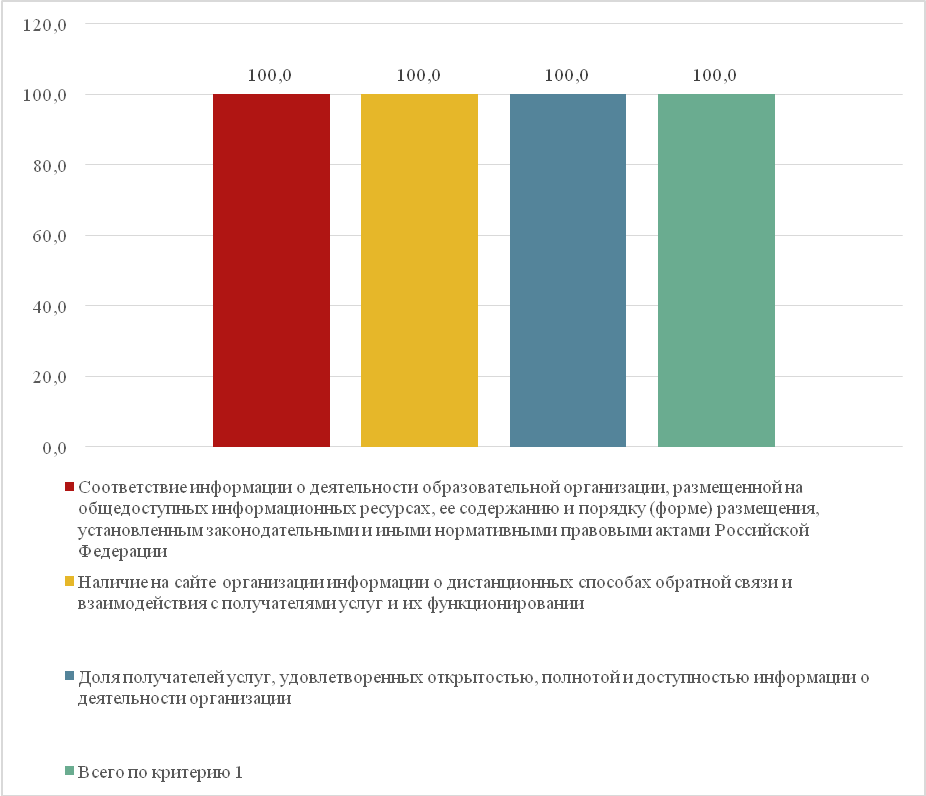 120,0
100,0 100,0 100,0 100,0
100,0
80,0
60,0
40,0
20,0
0,0
Соответствие информации о деятельности образовательной организации, размещенной на
общедоступных информационных ресурсах, ее содержанию и порядку (форме) размещения,
установленным законодательными и иными нормативными правовыми актами Российской
Федерации
Наличие на сайте организации информации о дистанционных способах обратной связи и
взаимодействия с получателями услуг и их функционировании
Доля получателей услуг, удовлетворенных открытостью, полнотой и доступностью информации о
деятельности организации
Всего по критерию 1